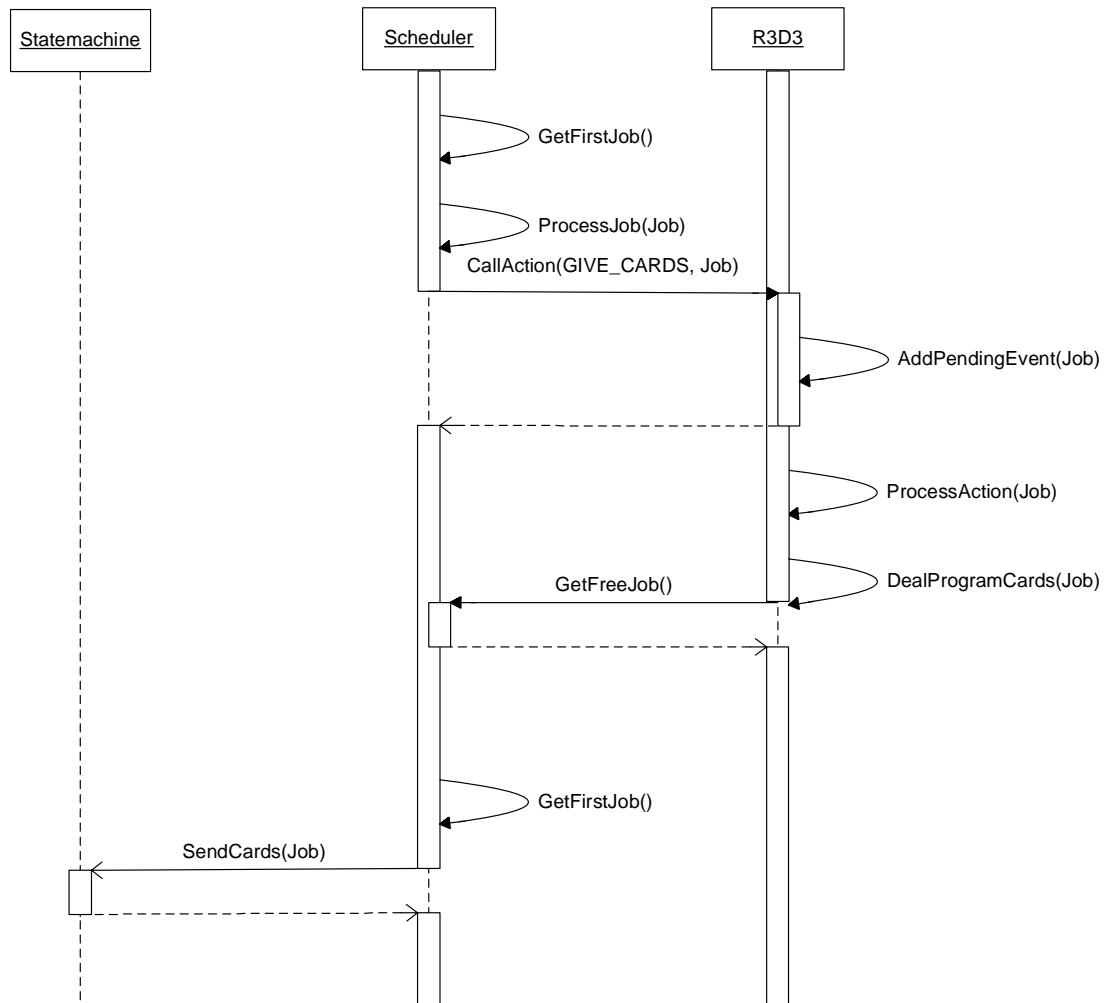 Statemachine
Scheduler
R3D3
GetFirstJob()
ProcessJob(Job)
CallAction(GIVE_CARDS, Job)
AddPendingEvent(Job)
ProcessAction(Job)
DealProgramCards(Job)
GetFreeJob()
GetFirstJob()
SendCards(Job)